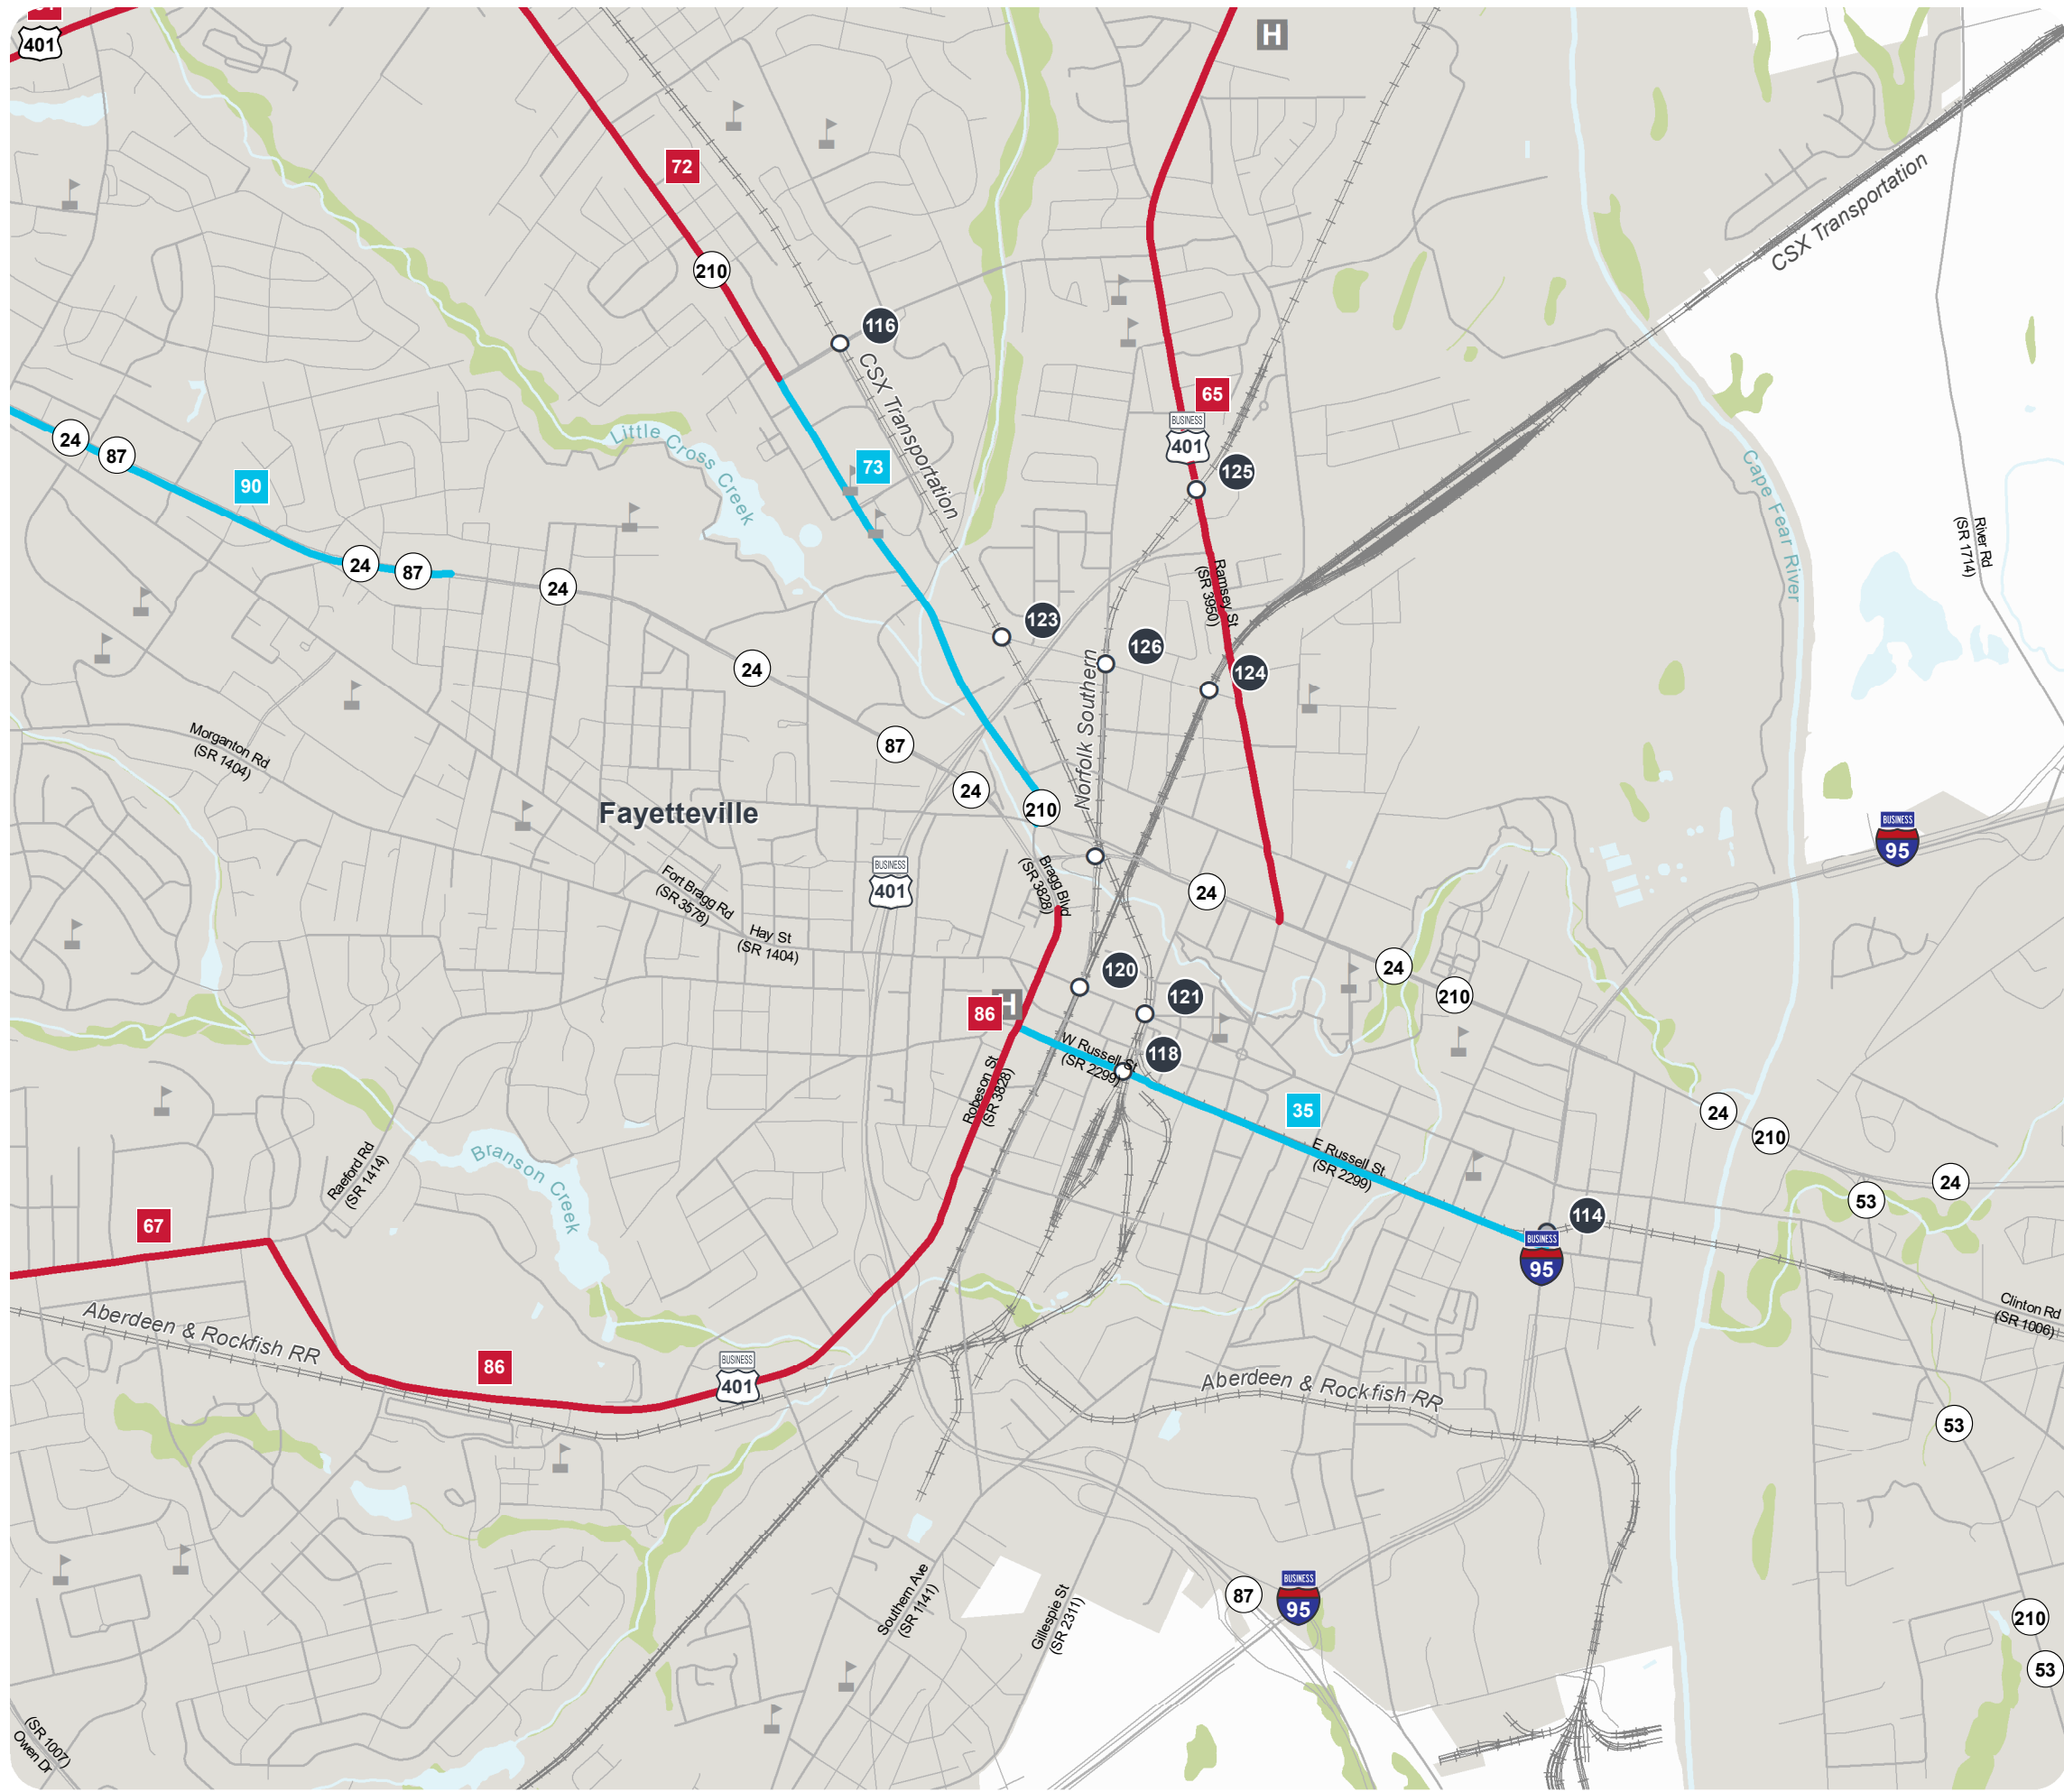 401
H
72
CSX Transportation
210
116
CSX Transportation
65
BUSINESS
401
24
87
Little Cross Creek
73
90
125
Cape Fear River
River Rd
(SR 1714)
24
87
24
Ramsey St
(SR 3950)
123
126
124
24
Norfolk Southern
Morganton Rd
(SR 1404)
87
24
210
Fayetteville
BUSINESS
95
BUSINESS
401
Bragg Blvd
(SR 3828)
Fort Bragg Rd
(SR 3578)
24
Hay St
(SR 1404)
120
24
210
121
86
H
W Russell St
(SR 2299)
118
Robeson St
(SR 3828)
35
24
210
E Russell St
(SR 2299)
Raeford Rd
(SR 1414)
Branson Creek
24
53
67
114
BUSINESS
95
Clinton Rd
(SR 1006)
Aberdeen & Rockfish RR
86
BUSINESS
401
Aberdeen & Rockfish RR
53
Southern Ave
(SR 1141)
Gillespie St
(SR 2311)
87
BUSINESS
95
210
53
(SR 1007)
Owen Dr